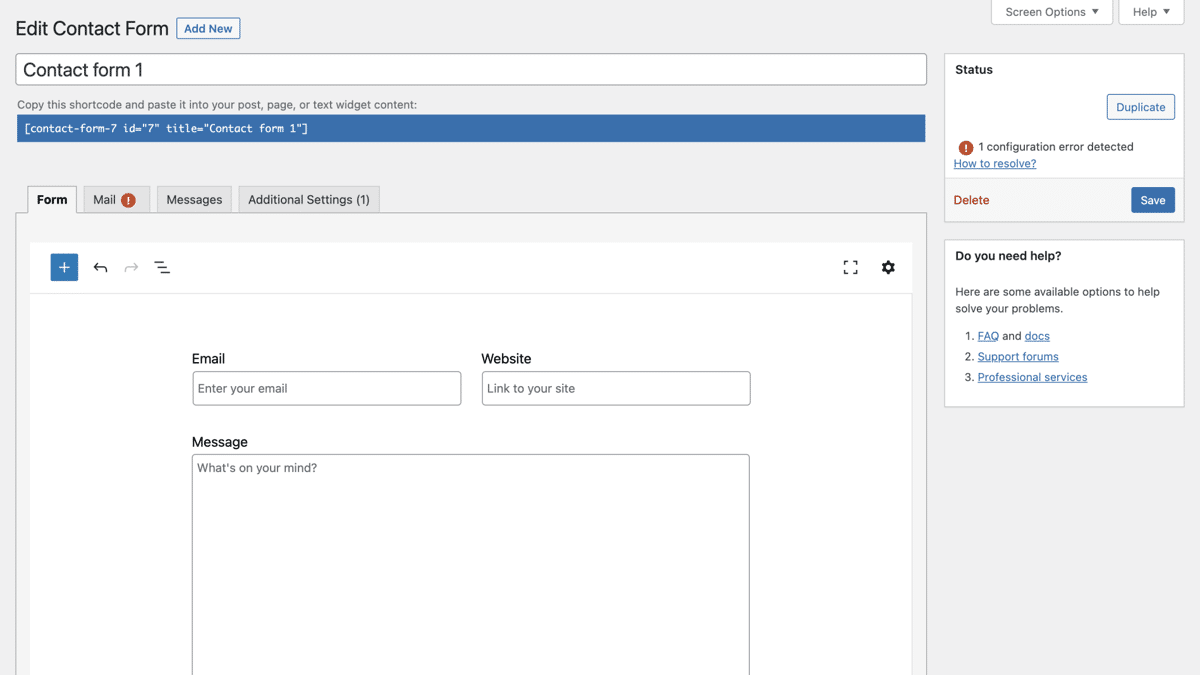 Screen Options ▼
Help ▼
Edit Contact Form
Add New
Contact form 1
Copy this shortcode and paste it into your post, page, or text widget content:
[contact-form-7 id="7" title="Contact form 1"]
Form
Mail !
Messages
Additional Settings (1)
Email
Website
Enter your email
Link to your site
Message
What's on your mind?
Status
Duplicate
! 1 configuration error detected
How to resolve?
Delete
Save
Do you need help?
Here are some available options to help
solve your problems.
1. FAQ and docs
2. Support forums
3. Professional services